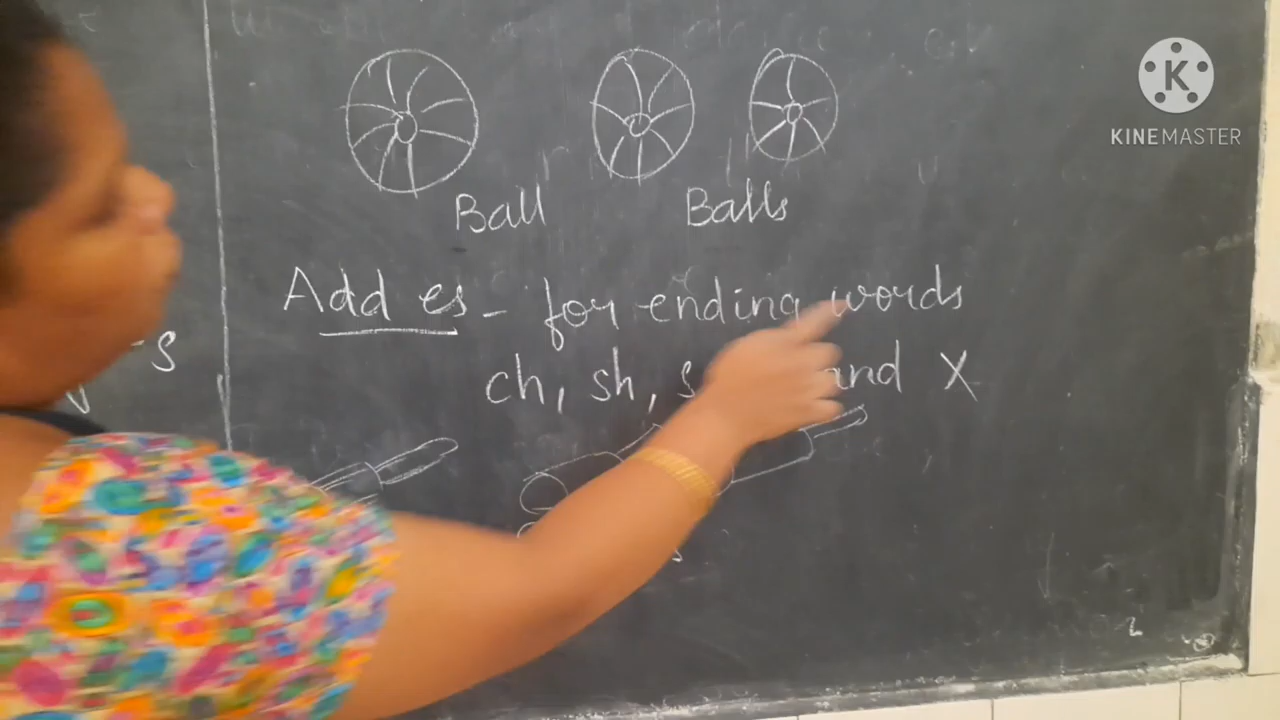 KINEMASTER
Ball Balls
Add es - for ending words
ch, sh, s and X
s